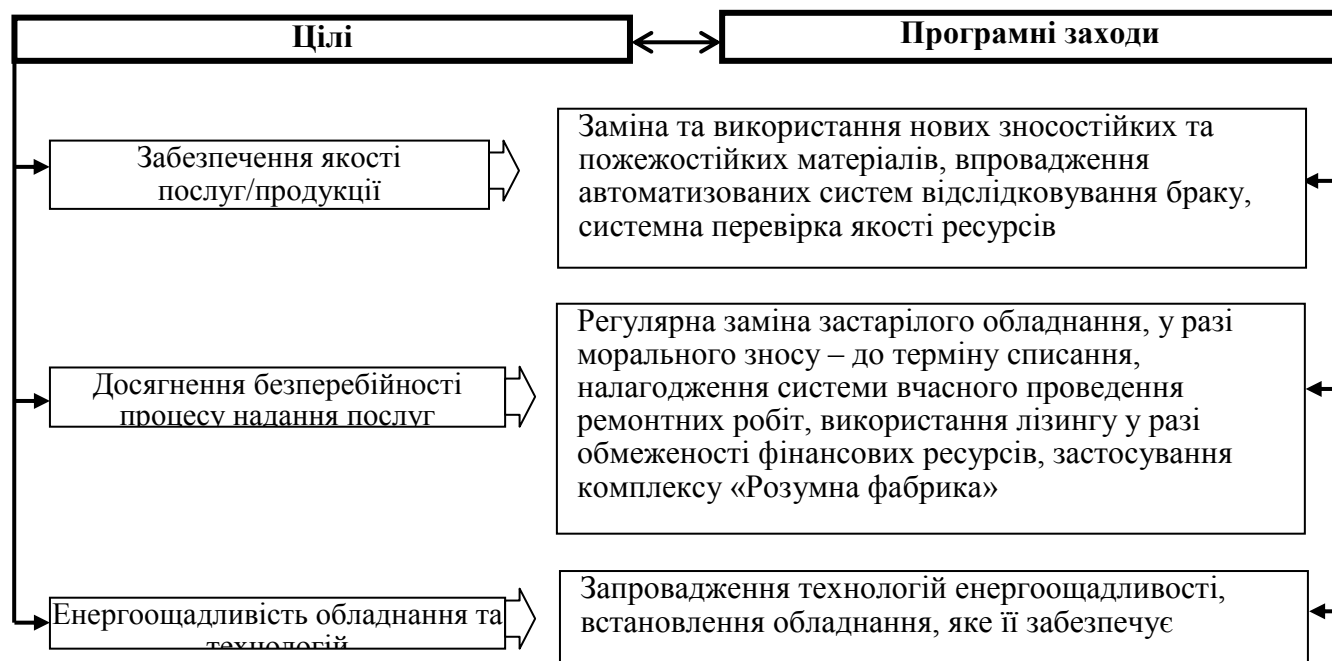 Цілі
Програмні заходи
Забезпечення якості
послуг/продукції
Заміна та використання нових зносостійких та
пожежостійких матеріалів, впровадження
автоматизованих систем відслідковування браку,
системна перевірка якості ресурсів
Досягнення безперебійності
процесу надання послуг
Регулярна заміна застарілого обладнання, у разі
морального зносу – до терміну списання,
налагодження системи вчасного проведення
ремонтних робіт, використання лізингу у разі
обмеженості фінансових ресурсів, застосування
комплексу «Розумна фабрика»
Енергоощадливість обладнання та
технологій
Запровадження технологій енергоощадливості,
встановлення обладнання, яке її забезпечує